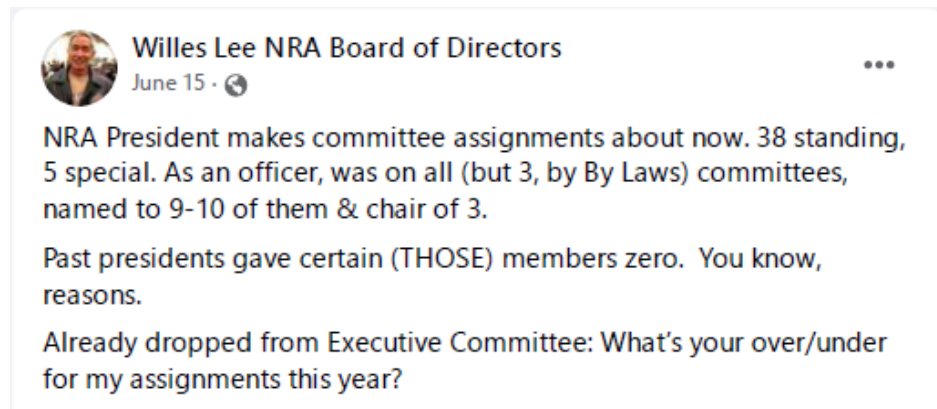 Willes Lee NRA Board of Directors
June 15 ·
NRA President makes committee assignments about now. 38 standing,
5 special. As an officer, was on all (but 3, by By Laws) committees,
named to 9-10 of them & chair of 3.
Past presidents gave certain (THOSE) members zero.  You know,
reasons.
Already dropped from Executive Committee: What's your over/under
for my assignments this year?